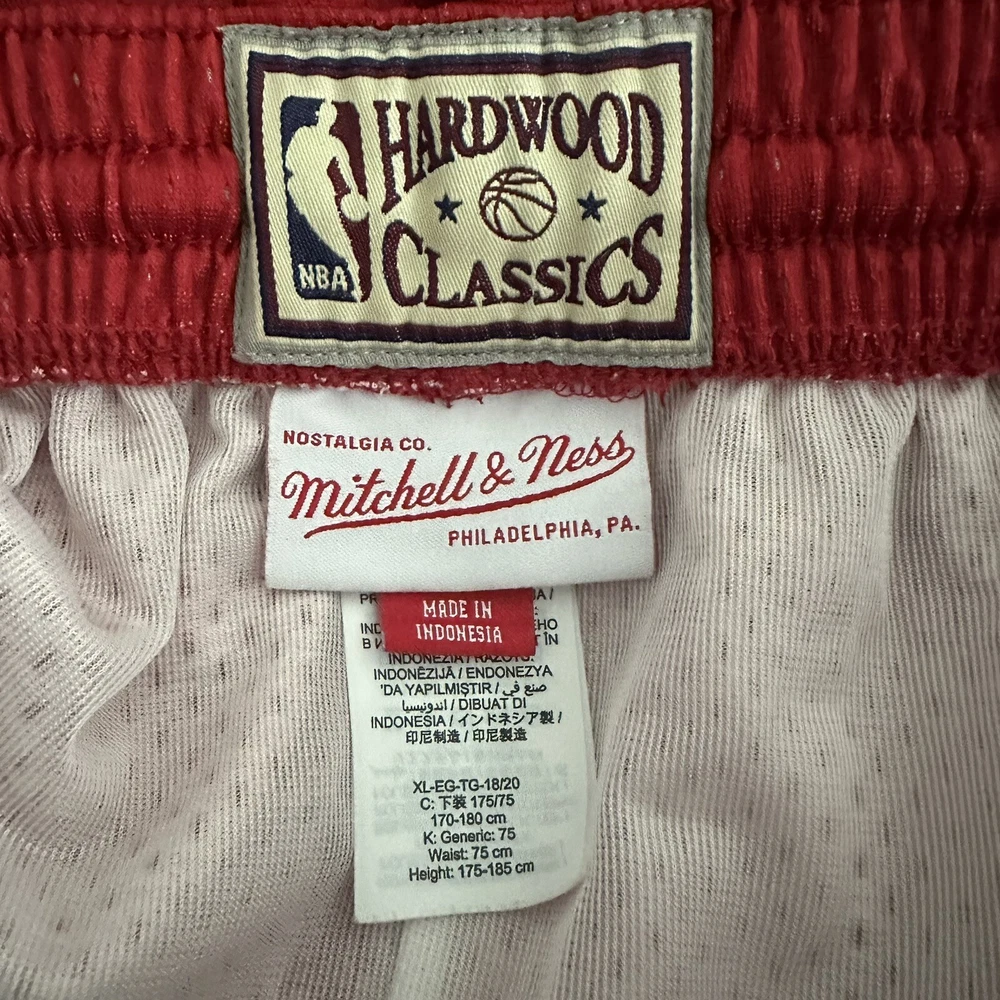 HARDWOOD
CLASSICS
NBA
NOSTALGIA CO.
Mitchell & Ness
PHILADELPHIA, PA.
MADE IN
INDONESIA
INDONEZIA / RAZOTS:
INDONĒZIJĀ / ENDONEZYA
'DA YAPILMIŞTIR / صنع في
اندونيسيا / DIBUAT DI
INDONESIA / インドネシア製 /
印尼制造 / 印尼製造
XL-EG-TG-18/20
C: 下装 175/75
170-180 cm
K: Generic: 75
Waist: 75 cm
Height: 175-185 cm